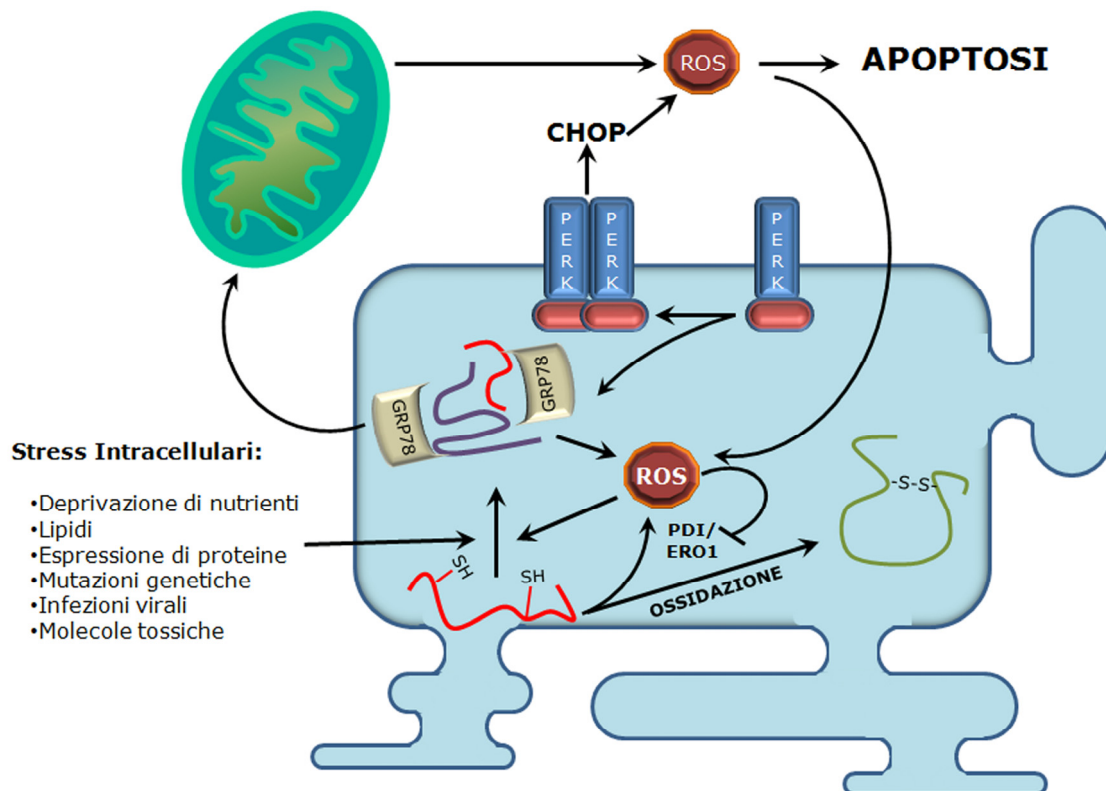 ROS
APOPTOSI
CHOP
PERK
PERK
PERK
GRP78
GRP78
Stress Intracellulari:
•Deprivazione di nutrienti
•Lipidi
•Espressione di proteine
•Mutazioni genetiche
•Infezioni virali
•Molecole tossiche
ROS
-S-S-
PDI/
ERO1
SH
SH
OSSIDAZIONE